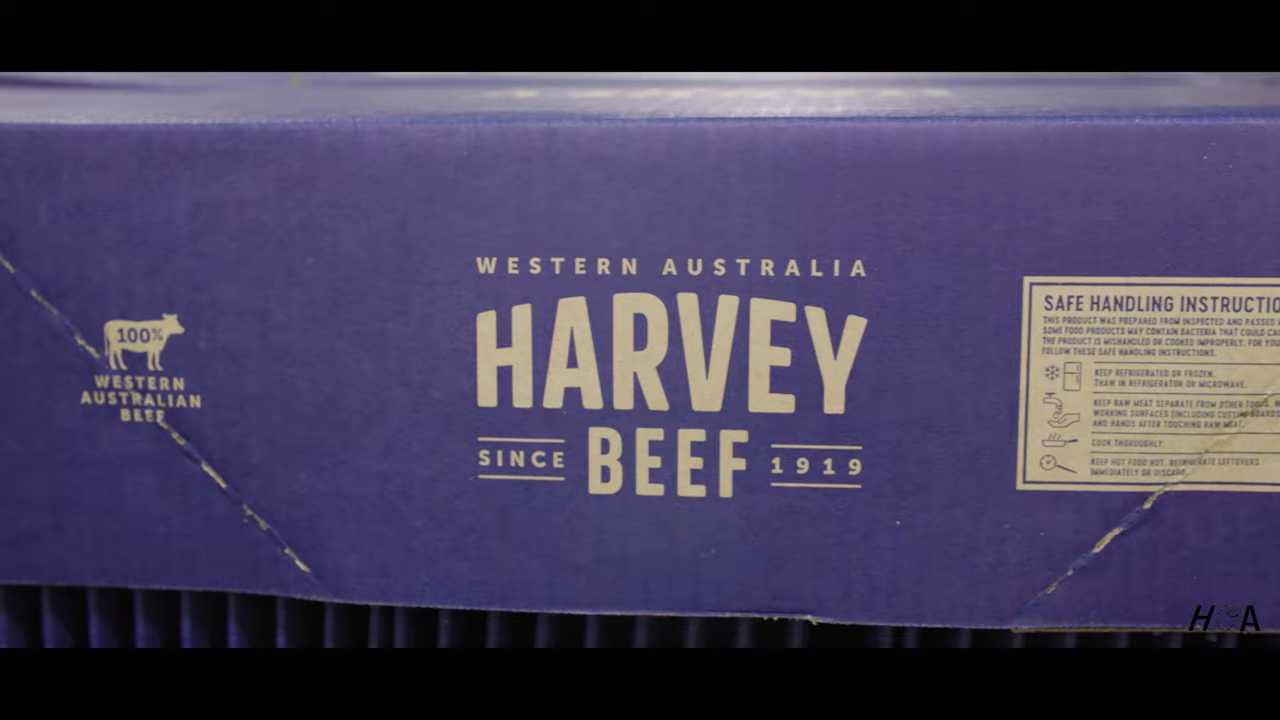 WESTERN AUSTRALIA
HARVEY
SINCE BEEF 1919
100%
WESTERN
AUSTRALIAN
BEEF
SAFE HANDLING INSTRUCTIO
THIS PRODUCT WAS PREPARED FROM INSPECTED AND PASSED
SOME FOOD PRODUCTS MAY CONTAIN BACTERIA THAT COULD
THE PRODUCT IS MISHANDLED OR COOKED IMPROPERLY. FOR YOU
FOLLOW THESE SAFE HANDLING INSTRUCTIONS.
KEEP REFRIGERATED OR FROZEN.
THAW IN REFRIGERATOR OR MICROWAVE.
KEEP RAW MEAT SEPARATE FROM OTHER FOODS. W
WORKING SURFACES (INCLUDING CUTTING BOARDS
AND HANDS AFTER TOUCHING RAW MEAT.
COOK THOROUGHLY.
KEEP HOT FOOD HOT. REFRIGERATE LEFTOVERS
IMMEDIATELY OR DISCARD.
H A